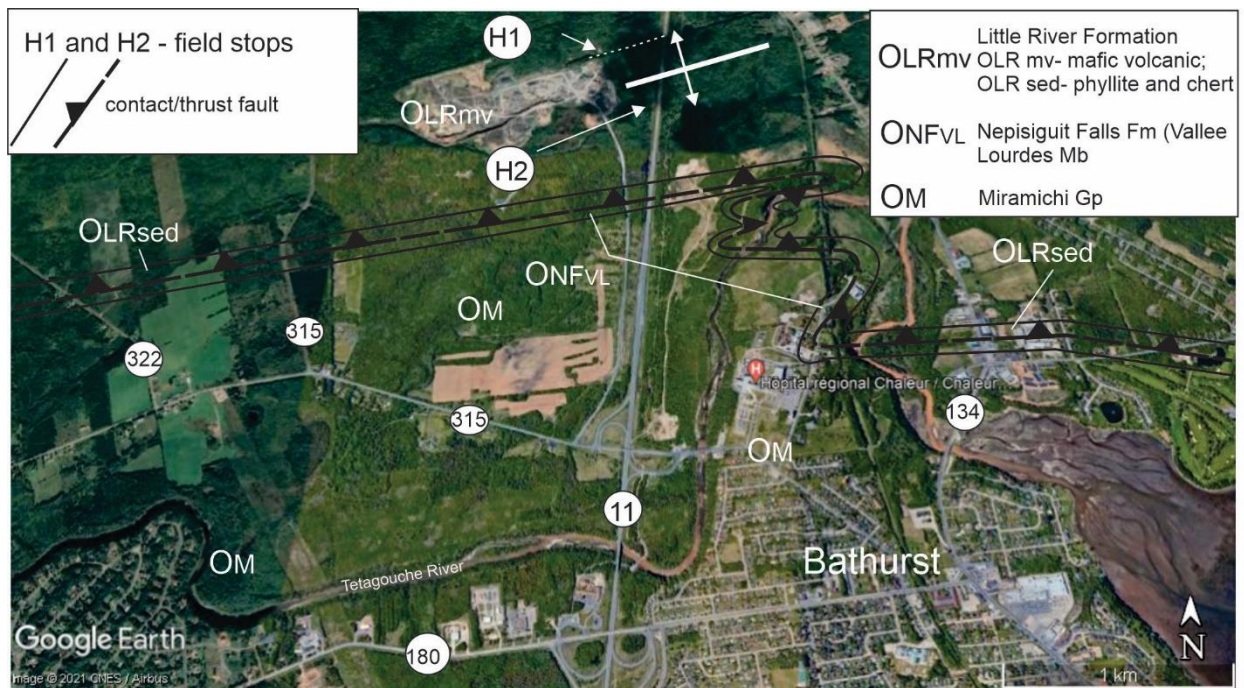 H1 and H2 - field stops
contact/thrust fault
H1
H2
OLRmv
Little River Formation
OLR mv- mafic volcanic;
OLR sed- phyllite and chert
ONFVL
Nepisiguit Falls Fm (Vallee
Lourdes Mb
OM
Miramichi Gp
OLRmv
OLRsed
OLRsed
ONFVL
OM
315
322
315
H
Hôpital régional Chaleur / Chaleur ...
134
OM
11
OM
Tetagouche River
Bathurst
180
Google Earth
Image © 2021 CNES / Airbus
N
1 km